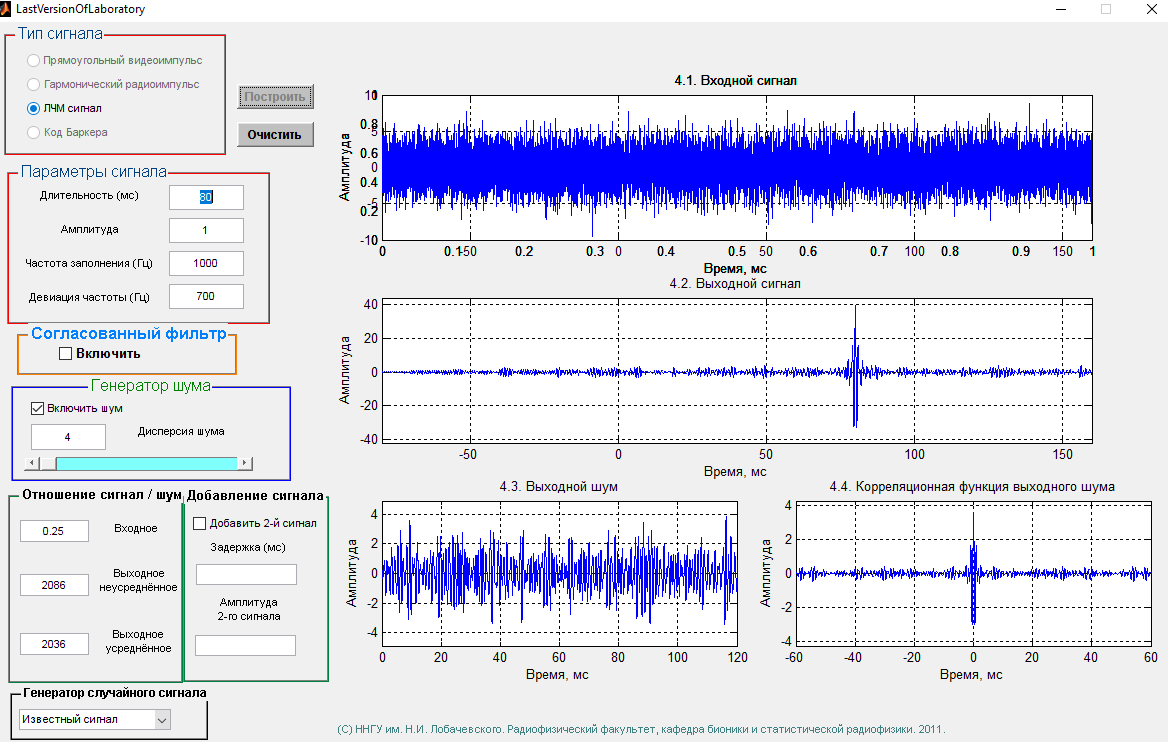 LastVersionOfLaboratory
Тип сигнала
Прямоугольный видеоимпульс
Гармонический радиоимпульс
ЛЧМ сигнал
Код Баркера
Построить
Очистить
Параметры сигнала
Длительность (мс)
80
Амплитуда
1
Частота заполнения (Гц)
1000
Девиация частоты (Гц)
700
Согласованный фильтр
Включить
Генератор шума
Включить шум
4
Дисперсия шума
Отношение сигнал / шум
0.25
Входное
2086
Выходное
неусреднённое
2036
Выходное
усреднённое
Добавление сигнала
Добавить 2-й сигнал
Задержка (мс)
Амплитуда
2-го сигнала
Генератор случайного сигнала
Известный сигнал
4.1. Входной сигнал
Амплитуда
10
1
0.8
5
0.6
0
0.4
0.2
-5
-10
0 0.1 -50 0.2 0.3 0 0.4 0.5 50 0.6 0.7 100 0.8 0.9 150 1
Время, мс
4.2. Выходной сигнал
Амплитуда
40
20
0
-20
-40
-50 0 50 100 150
Время, мс
4.3. Выходной шум
Амплитуда
4
2
0
-2
-4
0 20 40 60 80 100 120
Время, мс
4.4. Корреляционная функция выходного шума
Амплитуда
4
2
0
-2
-4
-60 -40 -20 0 20 40 60
Время, мс
(С) ННГУ им. Н.И. Лобачевского. Радиофизический факультет, кафедра бионики и статистической радиофизики. 2011.